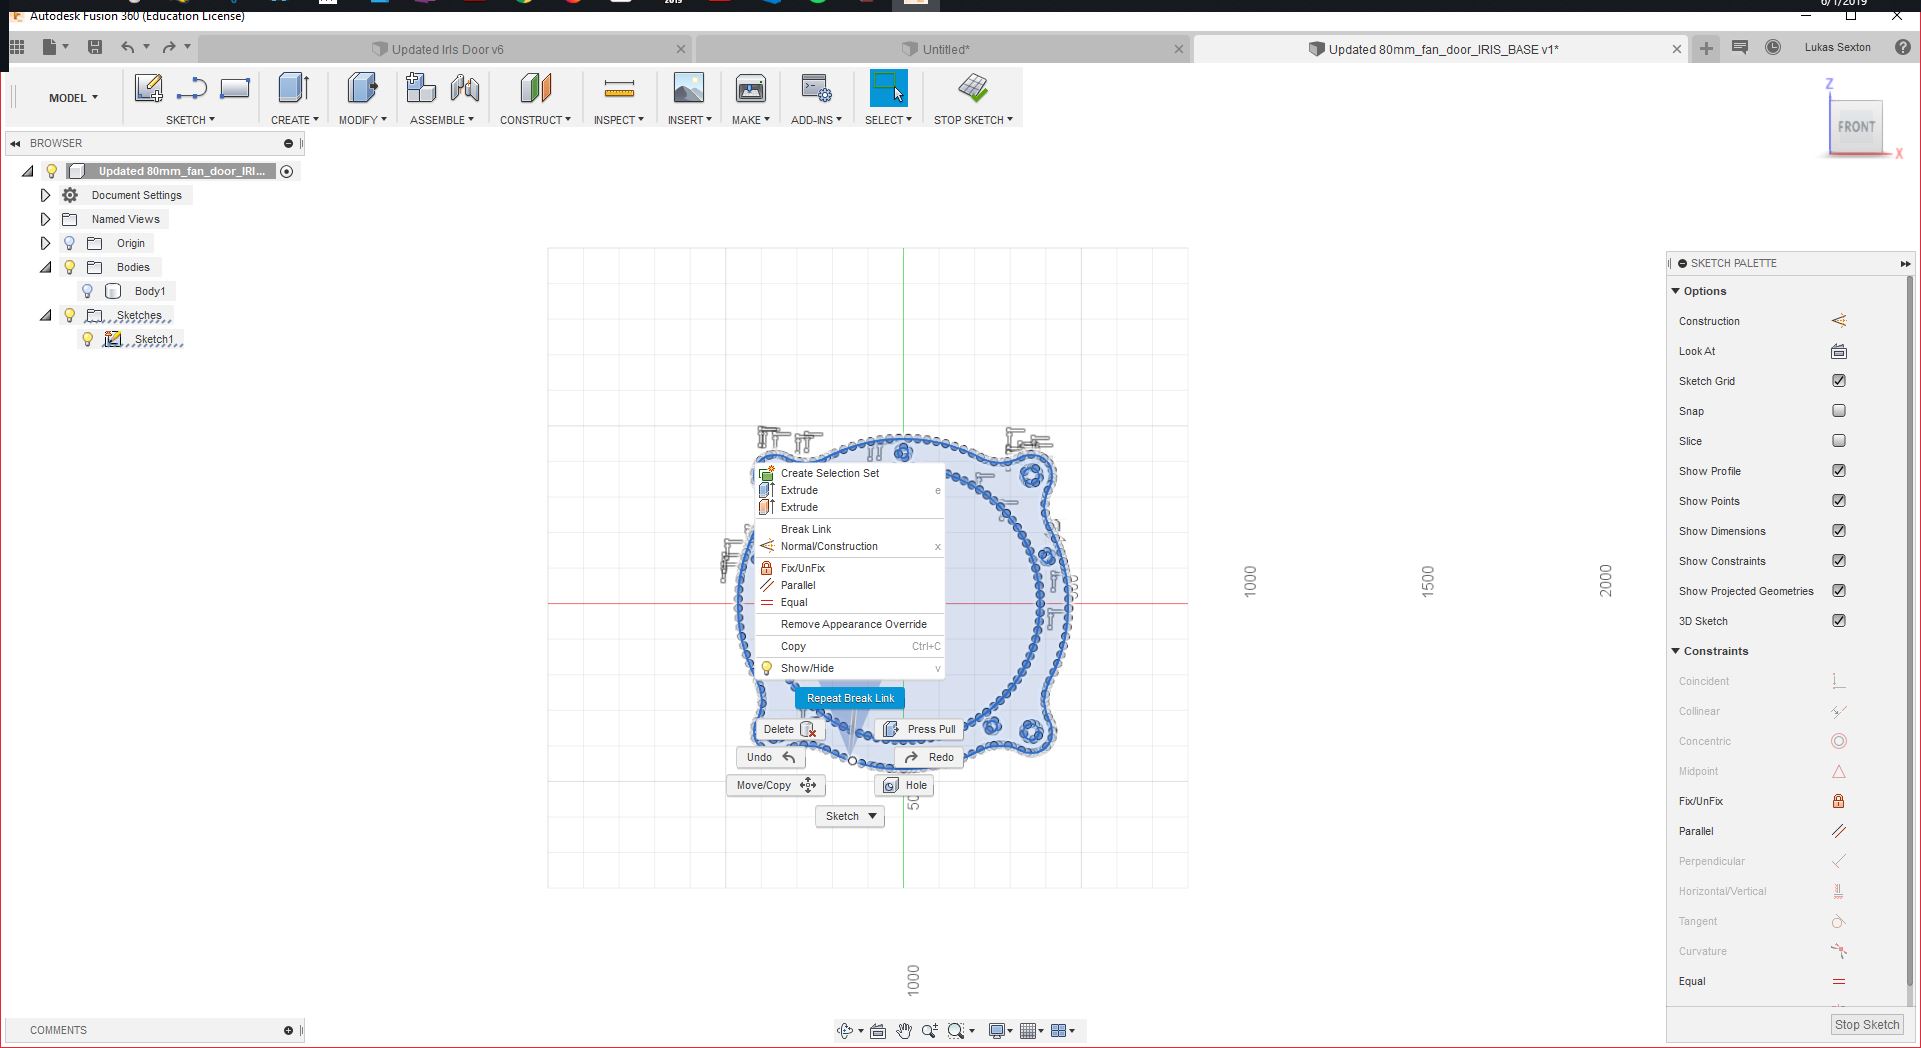 6/1/2019
2019
Autodesk Fusion 360 (Education License)
Updated Iris Door v6
Untitled*
Updated 80mm_fan_door_IRIS_BASE v1*
Lukas Sexton
MODEL
SKETCH
CREATE
MODIFY
ASSEMBLE
CONSTRUCT
INSPECT
INSERT
MAKE
ADD-INS
SELECT
STOP SKETCH
Z
FRONT
X
BROWSER
Updated 80mm_fan_door_IRI...
Document Settings
Named Views
Origin
Bodies
Body1
Sketches
Sketch1
Create Selection Set
Extrude e
Extrude
Break Link
Normal/Construction x
Fix/UnFix
Parallel
Equal
Remove Appearance Override
Copy Ctrl+C
Show/Hide v
Repeat Break Link
Delete
Press Pull
Undo
Redo
Move/Copy
Hole
Sketch
1000
1500
2000
1000
SKETCH PALETTE
Options
Construction
Look At
Sketch Grid
Snap
Slice
Show Profile
Show Points
Show Dimensions
Show Constraints
Show Projected Geometries
3D Sketch
Constraints
Coincident
Collinear
Concentric
Midpoint
Fix/UnFix
Parallel
Perpendicular
Horizontal/Vertical
Tangent
Curvature
Equal
Stop Sketch
COMMENTS